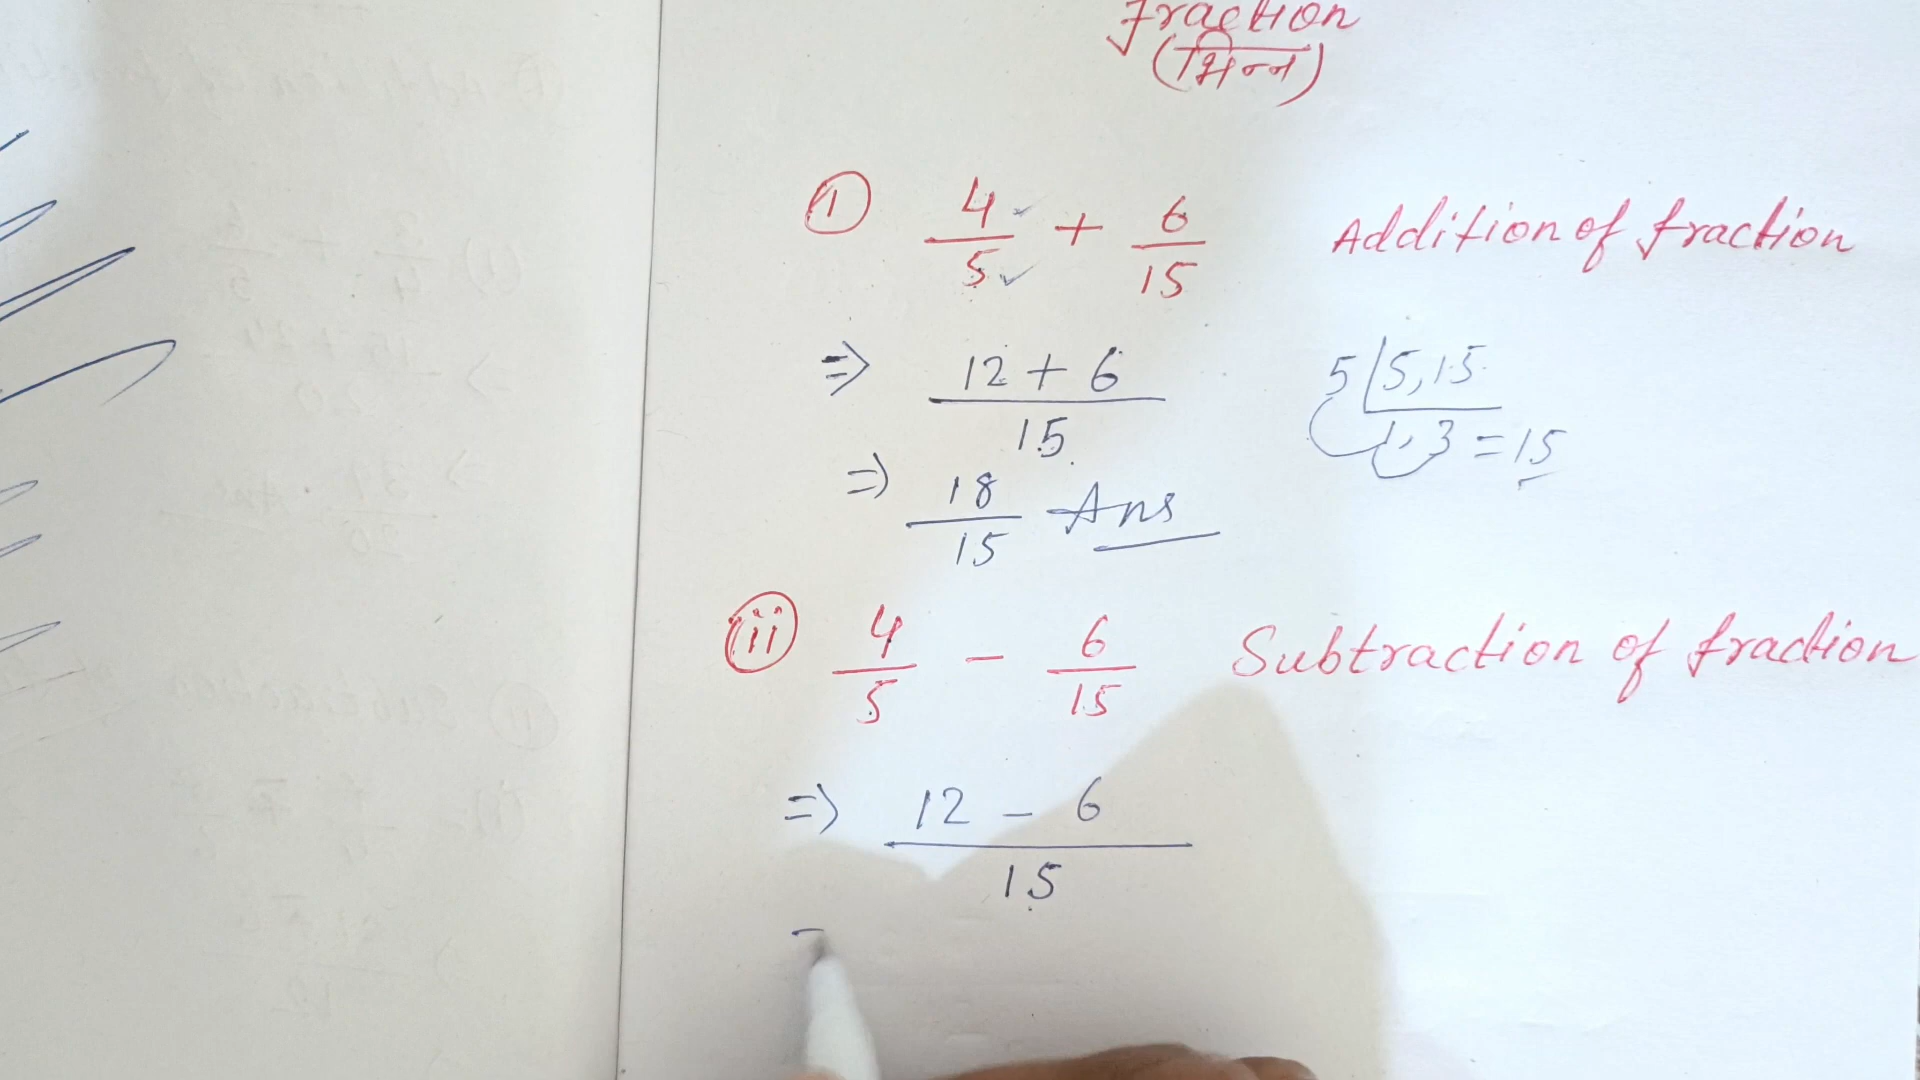 Fraction
(भिन्न)
(i) 4/5 + 6/15 Addition of fraction
=> 12 + 6 / 15
5 | 5, 15
1, 3 = 15
=> 18/15 Ans
(ii) 4/5 - 6/15 Subtraction of fraction
=> 12 - 6 / 15